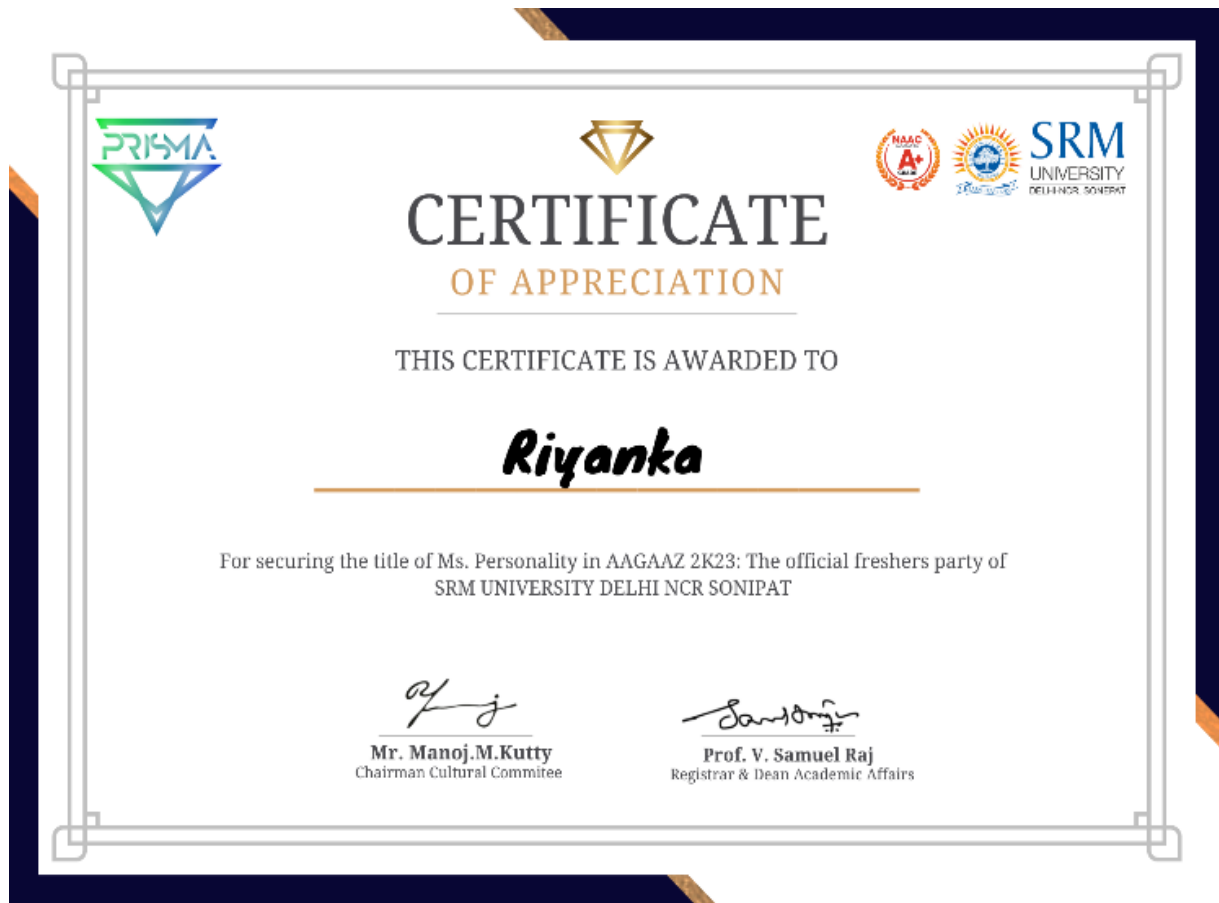 PRISMA
NAAC
A+
GRADE
SRM
UNIVERSITY
DELHI-NCR, SONEPAT
CERTIFICATE
OF APPRECIATION
THIS CERTIFICATE IS AWARDED TO
Riyanka
For securing the title of Ms. Personality in AAGAAZ 2K23: The official freshers party of
SRM UNIVERSITY DELHI NCR SONIPAT
Mr. Manoj.M.Kutty
Chairman Cultural Commitee
Prof. V. Samuel Raj
Registrar & Dean Academic Affairs